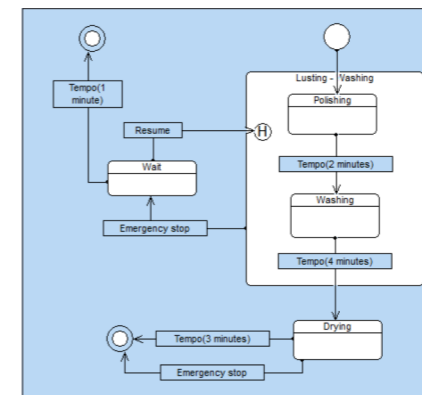 Lusting - Washing
Tempo(1
minute)
Polishing
Resume
H
Wait
Tempo(2 minutes)
Washing
Emergency stop
Tempo(4 minutes)
Drying
Tempo(3 minutes)
Emergency stop